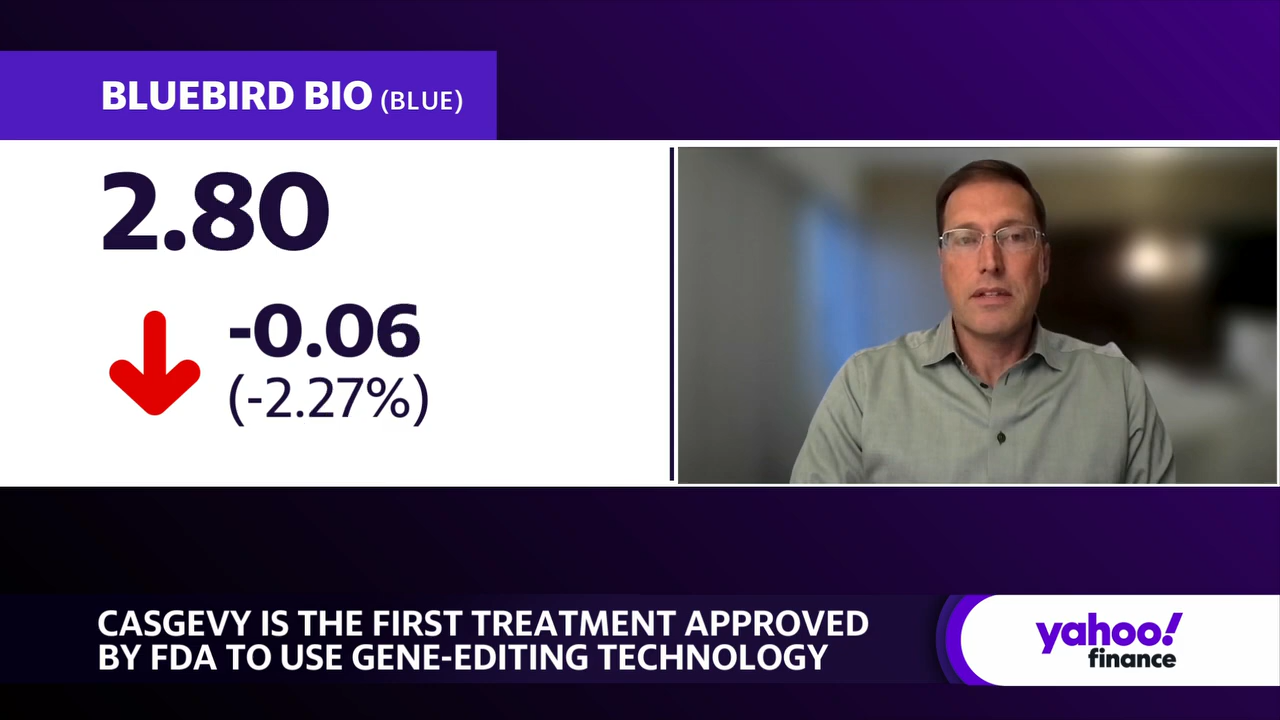 BLUEBIRD BIO (BLUE)
2.80
-0.06
(-2.27%)
CASGEVY IS THE FIRST TREATMENT APPROVED
BY FDA TO USE GENE-EDITING TECHNOLOGY
yahoo!
finance